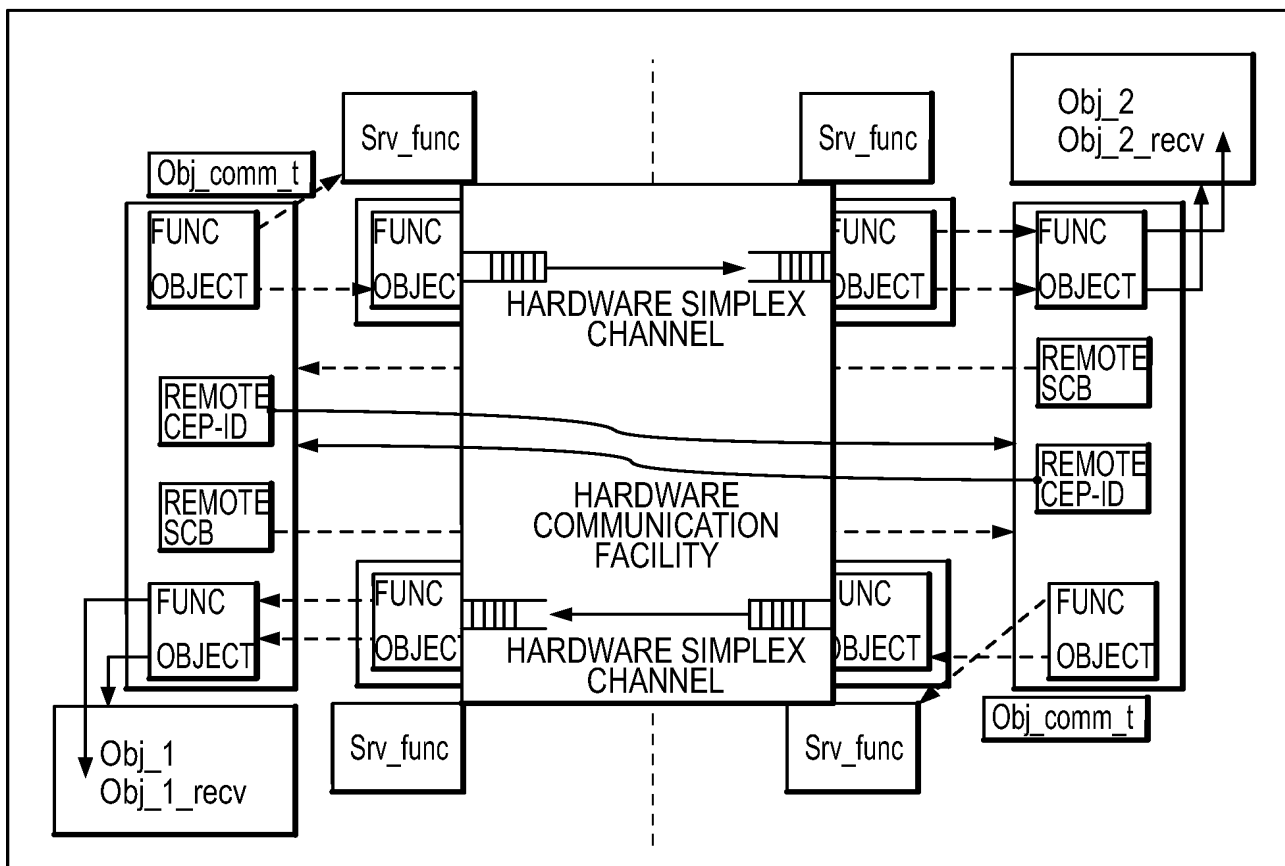 Srv_func
Srv_func
Obj_2
Obj_2_recv
Obj_comm_t
FUNC
OBJECT
FUNC
OBJEC
HARDWARE SIMPLEX
CHANNEL
FUNC
OBJECT
FUNC
OBJECT
REMOTE
SCB
REMOTE
CEP-ID
REMOTE
CEP-ID
REMOTE
SCB
HARDWARE
COMMUNICATION
FACILITY
FUNC
OBJECT
FUNC
OBJECT
HARDWARE SIMPLEX
CHANNEL
FUNC
OBJECT
FUNC
OBJECT
Obj_comm_t
Srv_func
Srv_func
Obj_1
Obj_1_recv